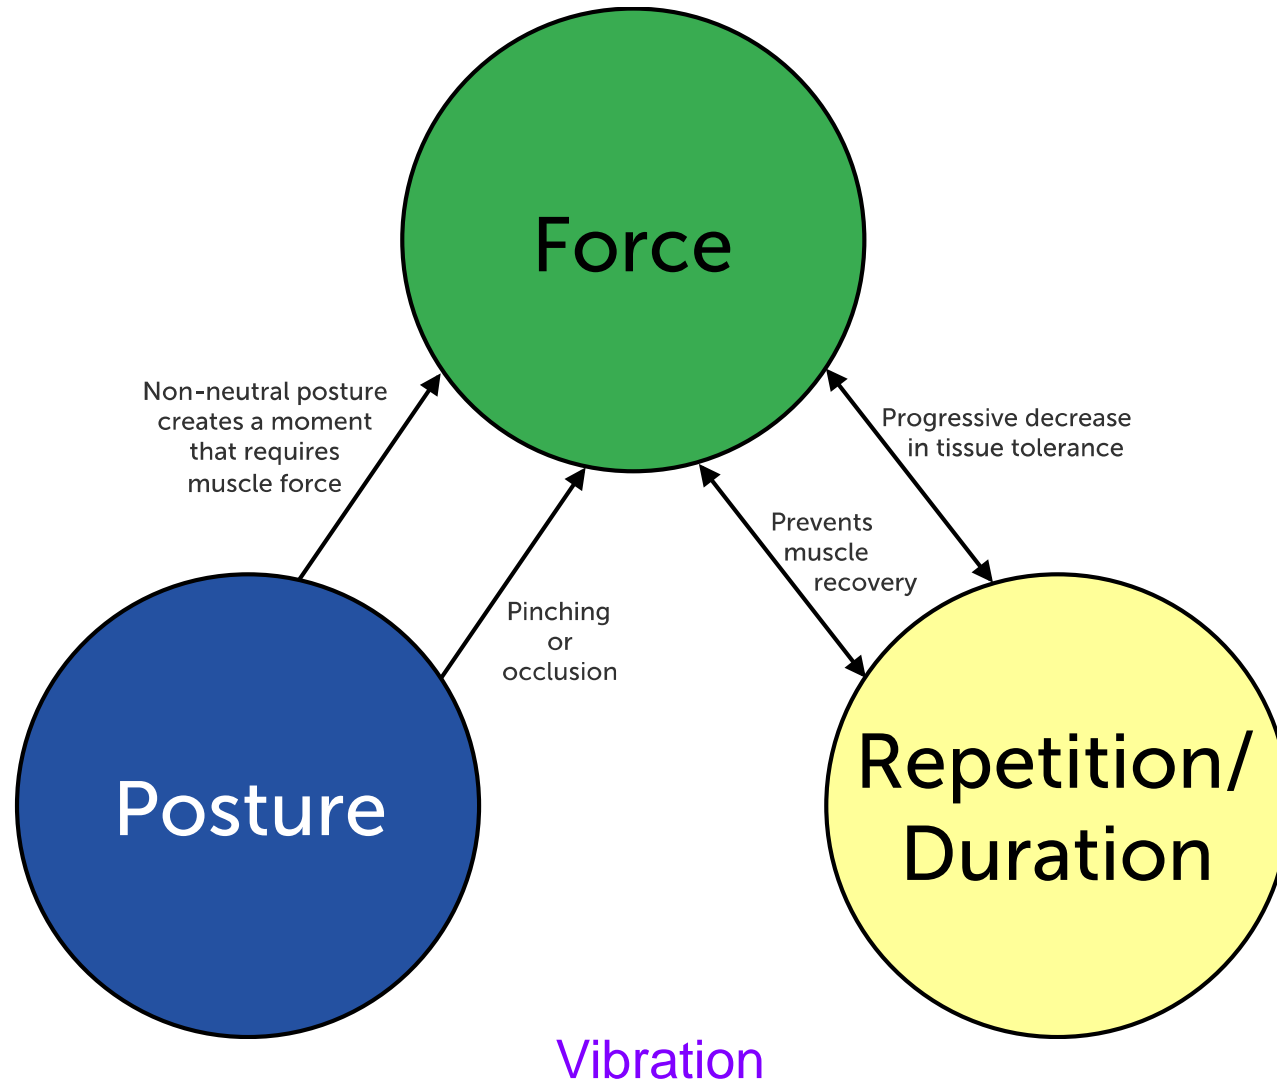 Force
Non-neutral posture
creates a moment
that requires
muscle force
Progressive decrease
in tissue tolerance
Prevents
muscle
recovery
Pinching
or
occlusion
Posture
Repetition/
Duration
Vibration